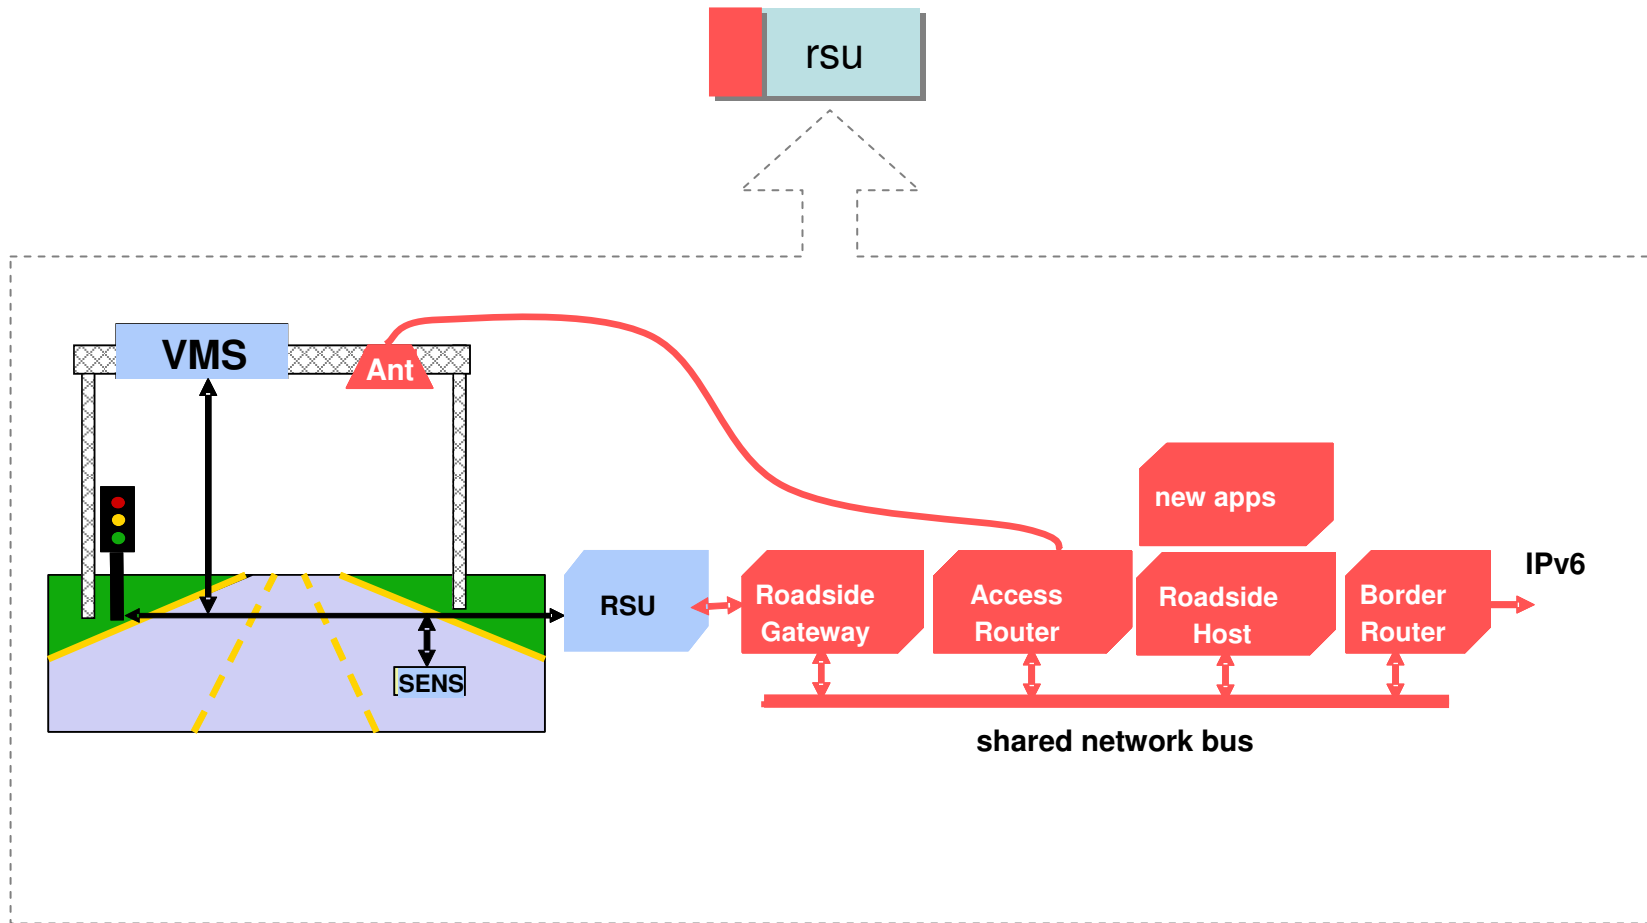 rsu
VMS
Ant
new apps
IPv6
RSU
Roadside
Gateway
Access
Router
Roadside
Host
Border
Router
SENS
shared network bus